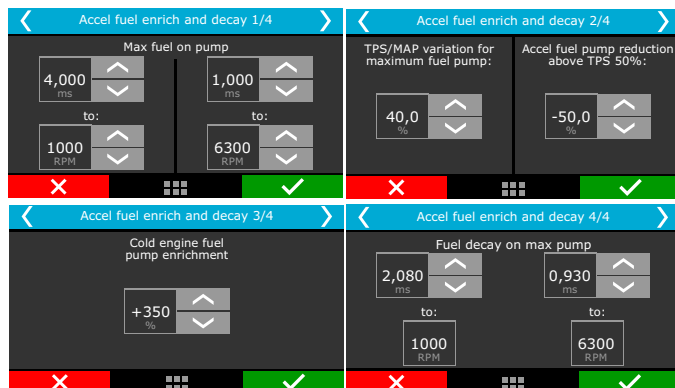 Accel fuel enrich and decay 1/4
Max fuel on pump
4,000
ms
1,000
ms
to:
to:
1000
RPM
6300
RPM
Accel fuel enrich and decay 2/4
TPS/MAP variation for
maximum fuel pump:
Accel fuel pump reduction
above TPS 50%:
40,0
%
-50,0
%
Accel fuel enrich and decay 3/4
Cold engine fuel
pump enrichment
+350
%
Accel fuel enrich and decay 4/4
Fuel decay on max pump
2,080
ms
0,930
ms
to:
to:
1000
RPM
6300
RPM